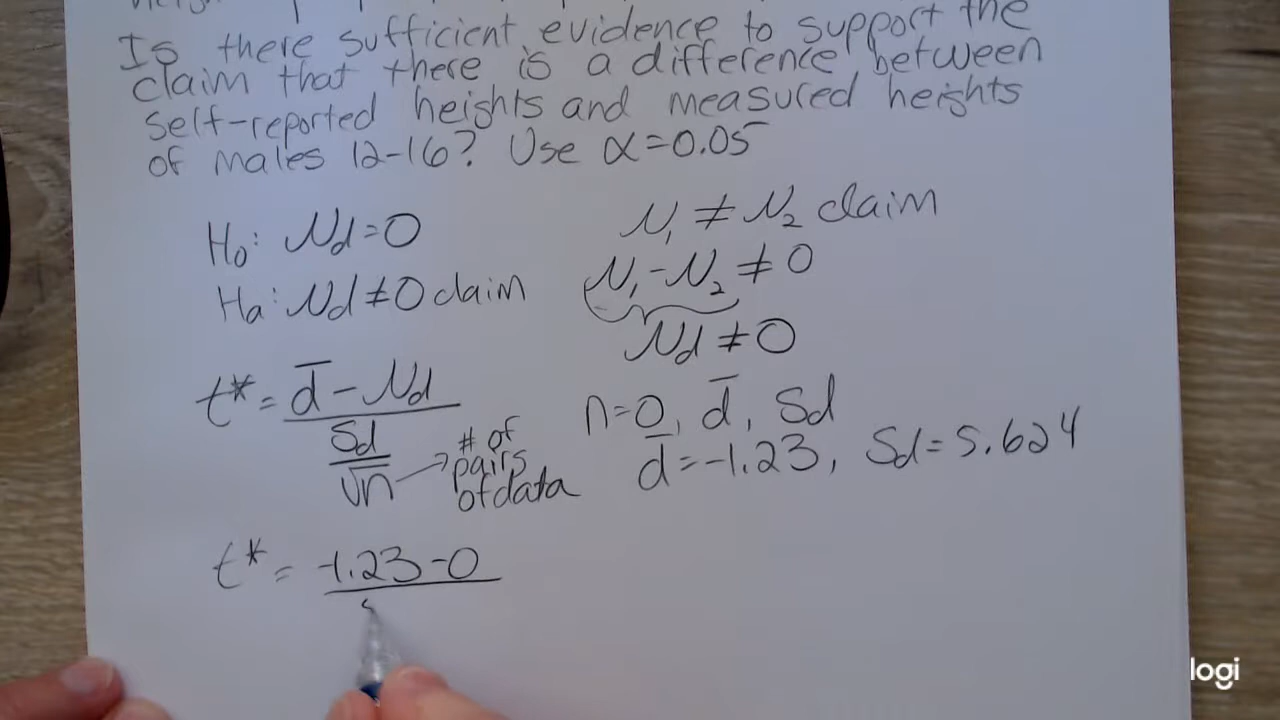 Is there sufficient evidence to support the
claim that there is a difference between
self-reported heights and measured heights
of males 12-16? Use α=0.05
H₀: μd=0
Ha: μd≠0 claim
μ₁ ≠ μ₂ claim
μ₁-μ₂ ≠ 0
μd ≠ 0
t* = d̄ - μd
Sd
√n → # of
pairs
of data
n=0, d̄, Sd
d̄ = -1.23, Sd=5.624
t* = -1.23-0
logi